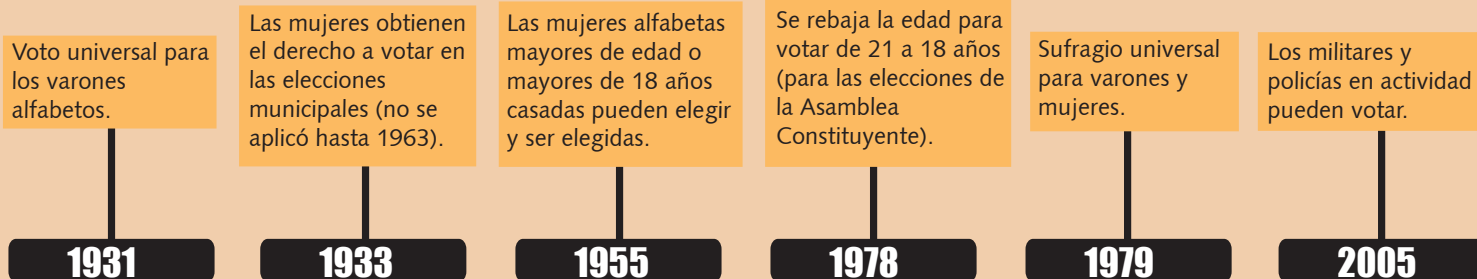 Voto universal para
los varones
alfabetos.
1931
Las mujeres obtienen
el derecho a votar en
las elecciones
municipales (no se
aplicó hasta 1963).
1933
Las mujeres alfabetas
mayores de edad o
mayores de 18 años
casadas pueden elegir
y ser elegidas.
1955
Se rebaja la edad para
votar de 21 a 18 años
(para las elecciones de
la Asamblea
Constituyente).
1978
Sufragio universal
para varones y
mujeres.
1979
Los militares y
policías en actividad
pueden votar.
2005